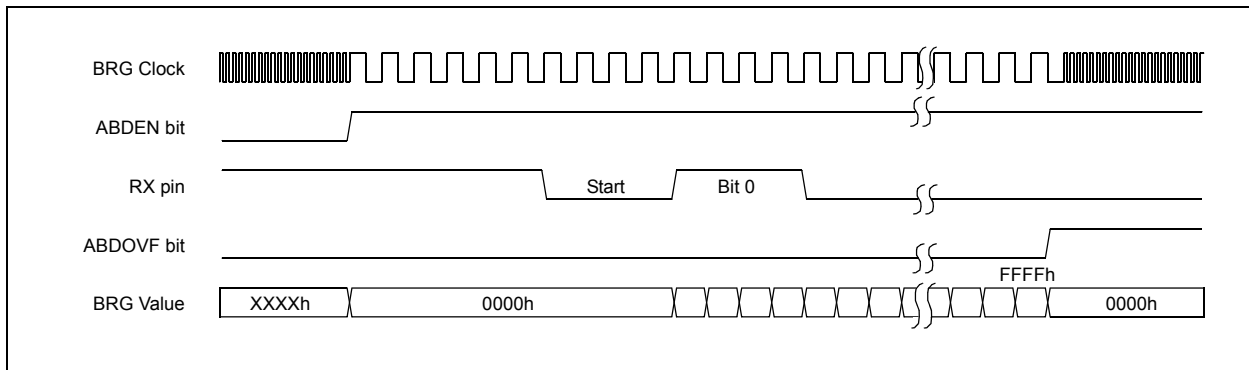 BRG Clock
ABDEN bit
RX pin
Start
Bit 0
ABDOVF bit
FFFFh
BRG Value
XXXXh
0000h
0000h